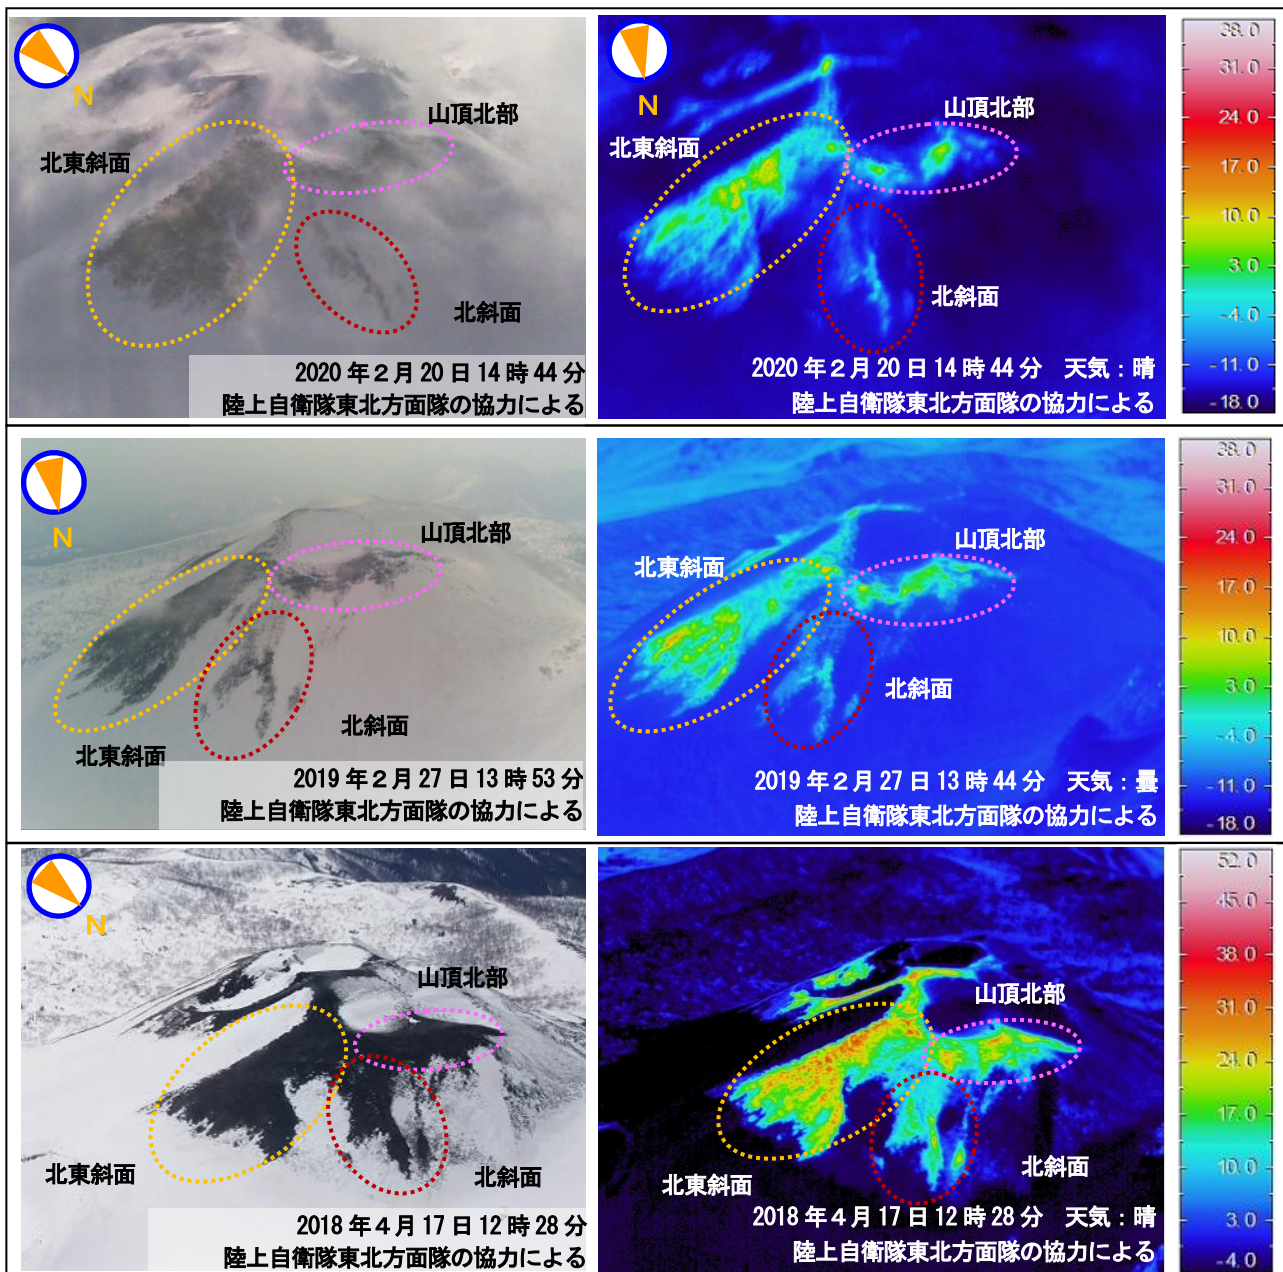 N
山頂北部
北東斜面
北斜面
2020年2月20日14時44分
陸上自衛隊東北方面隊の協力による
N
山頂北部
北東斜面
北斜面
2020年2月20日14時44分 天気:晴
陸上自衛隊東北方面隊の協力による
38.0
31.0
24.0
17.0
10.0
3.0
-4.0
-11.0
-18.0
N
山頂北部
北斜面
北東斜面
2019年2月27日13時53分
陸上自衛隊東北方面隊の協力による
山頂北部
北東斜面
北斜面
2019年2月27日13時44分 天気:曇
陸上自衛隊東北方面隊の協力による
38.0
31.0
24.0
17.0
10.0
3.0
-4.0
-11.0
-18.0
N
山頂北部
北東斜面
北斜面
2018年4月17日12時28分
陸上自衛隊東北方面隊の協力による
山頂北部
北東斜面
北斜面
2018年4月17日12時28分 天気:晴
陸上自衛隊東北方面隊の協力による
52.0
45.0
38.0
31.0
24.0
17.0
10.0
3.0
-4.0